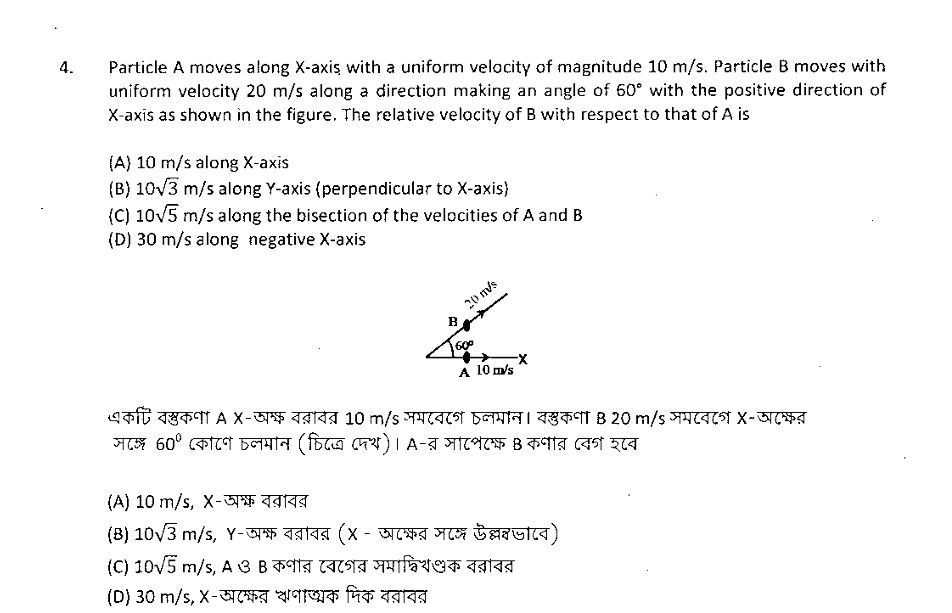 4. Particle A moves along X-axis with a uniform velocity of magnitude 10 m/s. Particle B moves with
uniform velocity 20 m/s along a direction making an angle of 60° with the positive direction of
X-axis as shown in the figure. The relative velocity of B with respect to that of A is
(A) 10 m/s along X-axis
(B) 10√3 m/s along Y-axis (perpendicular to X-axis)
(C) 10√5 m/s along the bisection of the velocities of A and B
(D) 30 m/s along negative X-axis
20 m/s
B
60°
X
A 10 m/s
একটি বস্তুকণা A X-অক্ষ বরাবর 10 m/s সমবেগে চলমান। বস্তুকণা B 20 m/s সমবেগে X-অক্ষের
সঙ্গে 60⁰ কোণে চলমান (চিত্রে দেখ)। A-র সাপেক্ষে B কণার বেগ হবে
(A) 10 m/s, X-অক্ষ বরাবর
(B) 10√3 m/s, Y-অক্ষ বরাবর (X - অক্ষের সঙ্গে উল্লম্বভাবে)
(C) 10√5 m/s, A ও B কণার বেগের সমাদ্বিখণ্ডক বরাবর
(D) 30 m/s, X-অক্ষের ঋণাত্মক দিক বরাবর